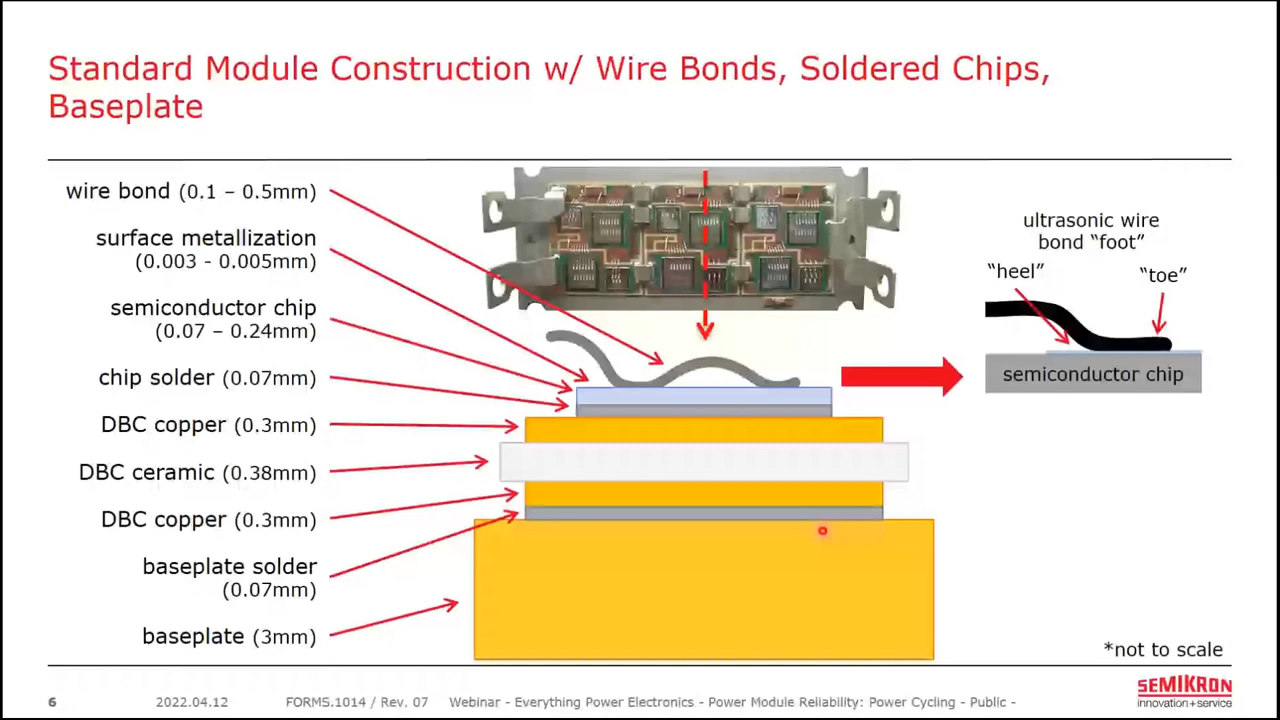 Standard Module Construction w/ Wire Bonds, Soldered Chips,
Baseplate
wire bond (0.1 – 0.5mm)
surface metallization
(0.003 - 0.005mm)
semiconductor chip
(0.07 – 0.24mm)
chip solder (0.07mm)
DBC copper (0.3mm)
DBC ceramic (0.38mm)
DBC copper (0.3mm)
baseplate solder
(0.07mm)
baseplate (3mm)
ultrasonic wire
bond “foot”
“heel”
“toe”
semiconductor chip
*not to scale
6
2022.04.12
FORMS.1014 / Rev. 07
Webinar - Everything Power Electronics - Power Module Reliability: Power Cycling - Public -
SEMIKRON
innovation+service